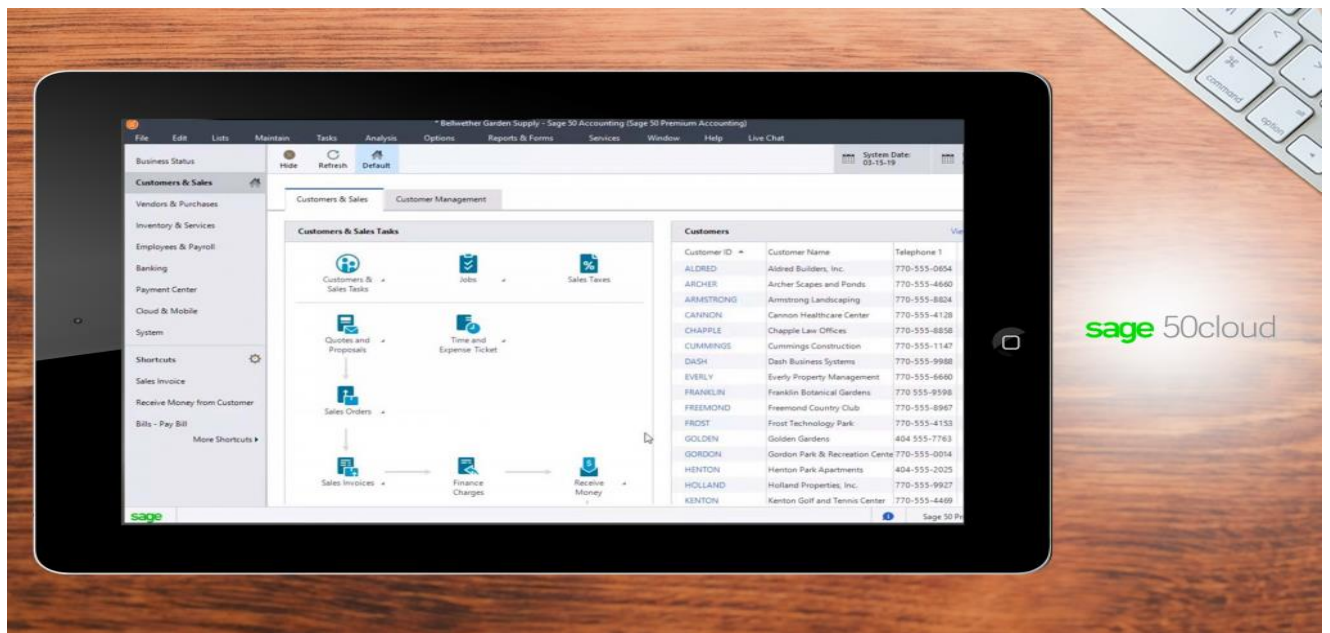 * Bellwether Garden Supply - Sage 50 Accounting (Sage 50 Premium Accounting)
File Edit Lists Maintain Tasks Analysis Options Reports & Forms Services Window Help Live Chat
Business Status
Customers & Sales
Vendors & Purchases
Inventory & Services
Employees & Payroll
Banking
Payment Center
Cloud & Mobile
System
Shortcuts
Sales Invoice
Receive Money from Customer
Bills - Pay Bill
More Shortcuts
sage
Hide Refresh Default
System Date:
03-15-19
Customers & Sales Customer Management
Customers & Sales Tasks
Customers &
Sales Tasks
Jobs
Sales Taxes
Quotes and
Proposals
Time and
Expense Ticket
Sales Orders
Sales Invoices
Finance
Charges
Receive
Money
Customers
Customer ID Customer Name Telephone 1
ALDRED Aldred Builders, Inc. 770-555-0654
ARCHER Archer Scapes and Ponds 770-555-4660
ARMSTRONG Armstrong Landscaping 770-555-8824
CANNON Cannon Healthcare Center 770-555-4128
CHAPPLE Chapple Law Offices 770-555-8858
CUMMINGS Cummings Construction 770-555-1147
DASH Dash Business Systems 770-555-9988
EVERLY Everly Property Management 770-555-6660
FRANKLIN Franklin Botanical Gardens 770 555-9598
FREEMOND Freemond Country Club 770-555-8967
FROST Frost Technology Park 770-555-4153
GOLDEN Golden Gardens 404 555-7763
GORDON Gordon Park & Recreation Cente 770-555-0014
HENTON Henton Park Apartments 404-555-2025
HOLLAND Holland Properties, Inc. 770-555-9927
KENTON Kenton Golf and Tennis Center 770-555-4469
Sage 50 Pr
sage 50cloud
command
option